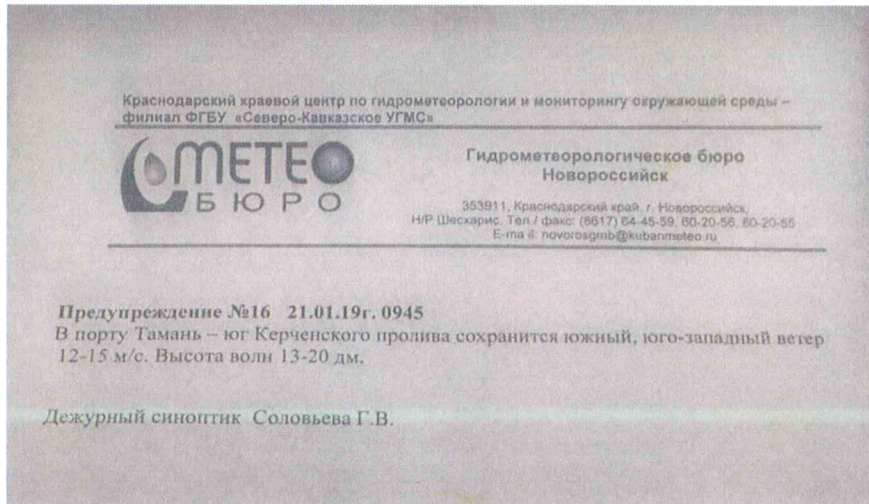 Краснодарский краевой центр по гидрометеорологии и мониторингу окружающей среды –
филиал ФГБУ «Северо-Кавказское УГМС»
МЕТЕО
БЮРО
Гидрометеорологическое бюро
Новороссийск
353911, Краснодарский край, г. Новороссийск,
Н/Р Шесхарис, Тел./ факс: (8617) 64-45-59, 60-20-56, 60-20-55
E-ma il: novorosgmb@kubanmeteo.ru
Предупреждение №16 21.01.19г. 0945
В порту Тамань – юг Керченского пролива сохранится южный, юго-западный ветер
12-15 м/с. Высота волн 13-20 дм.
Дежурный синоптик Соловьева Г.В.